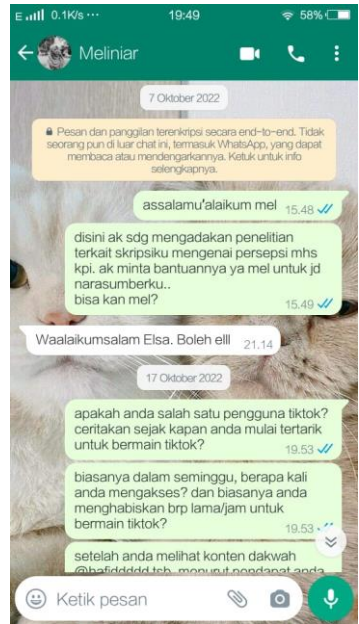 0.1K/s ...
19:49
58%
Meliniar
7 Oktober 2022
Pesan dan panggilan terenkripsi secara end-to-end. Tidak
seorang pun di luar chat ini, termasuk WhatsApp, yang dapat
membaca atau mendengarkannya. Ketuk untuk info
selengkapnya.
assalamu'alaikum mel
15.48
disini ak sdg mengadakan penelitian
terkait skripsiku mengenai persepsi mhs
kpi. ak minta bantuannya ya mel untuk jd
narasumberku..
bisa kan mel?
15.49
Waalaikumsalam Elsa. Boleh elll
21.14
17 Oktober 2022
apakah anda salah satu pengguna tiktok?
ceritakan sejak kapan anda mulai tertarik
untuk bermain tiktok?
19.53
biasanya dalam seminggu, berapa kali
anda mengakses? dan biasanya anda
menghabiskan brp lama/jam untuk
bermain tiktok?
19.53
setelah anda melihat konten dakwah
@hafidddddd tsb, menurut pendapat anda
Ketik pesan